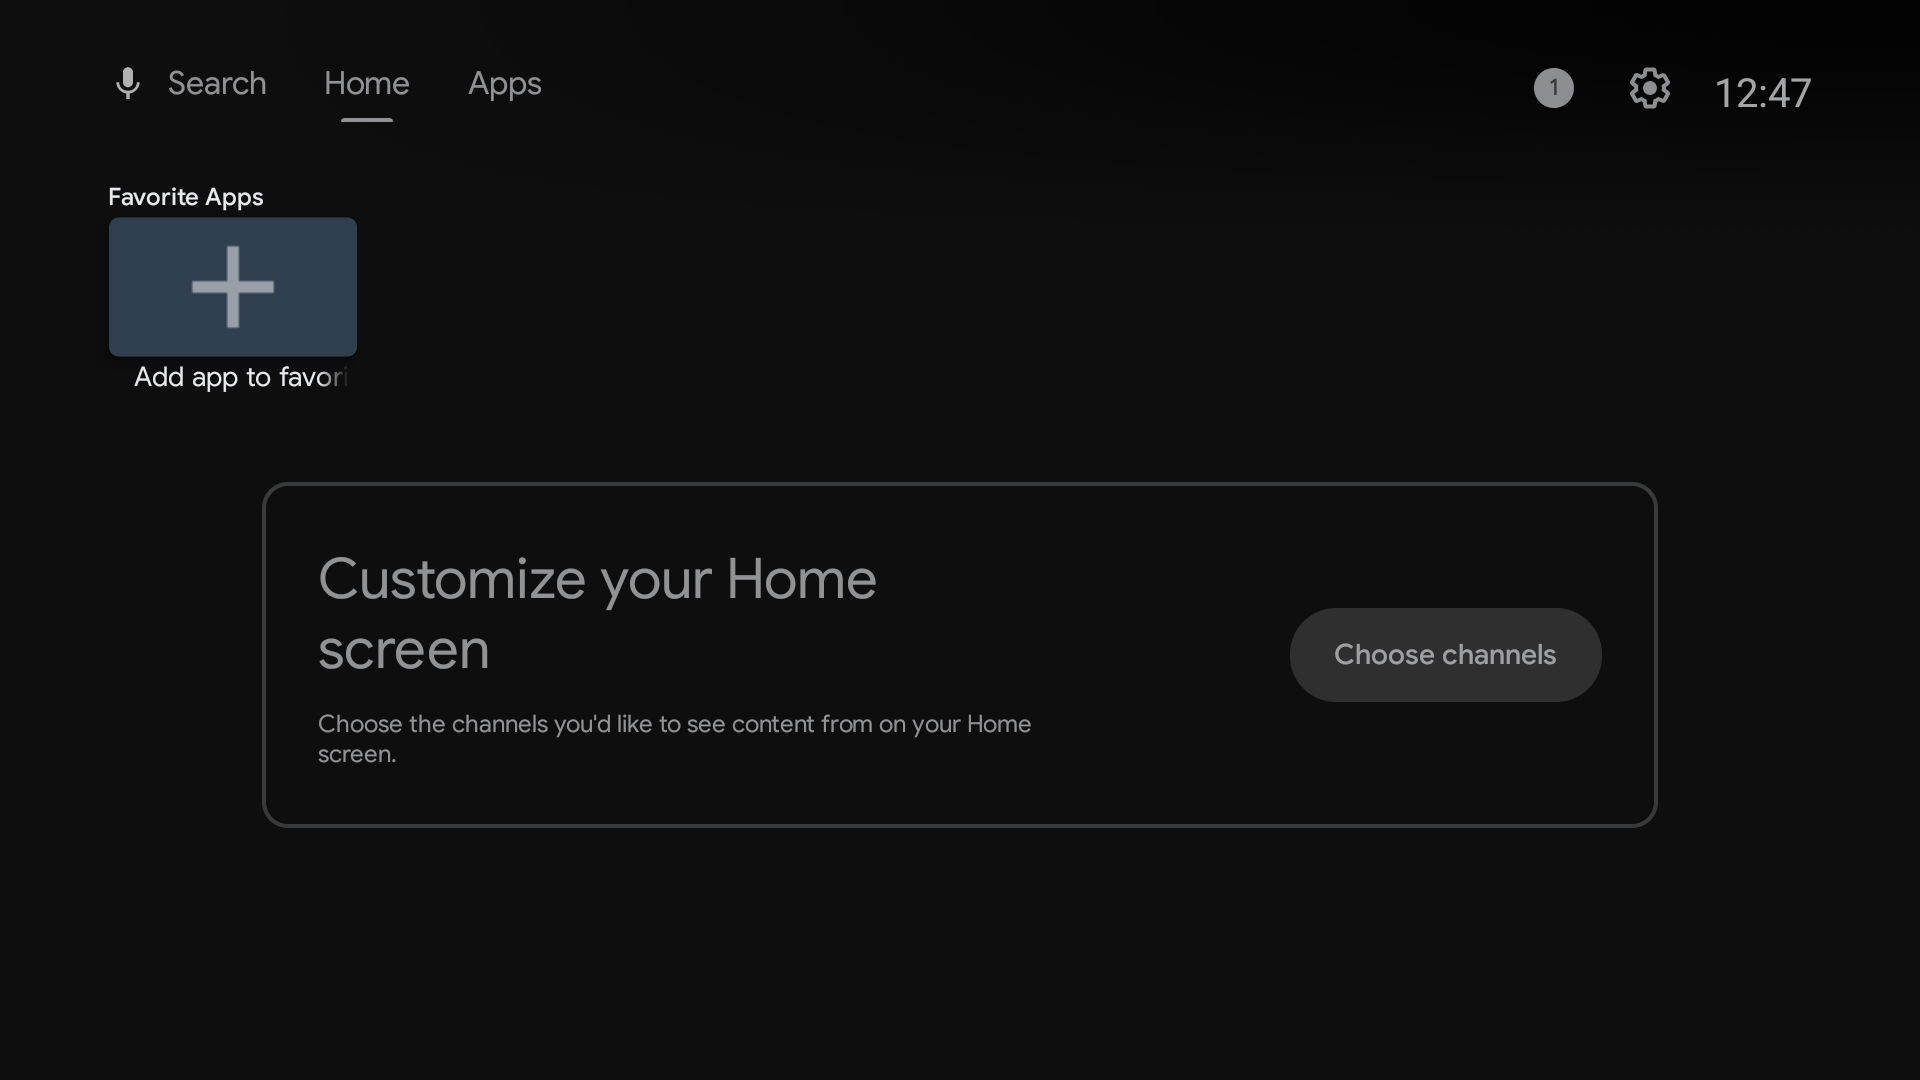 Search
Home
Apps
1
12:47
Favorite Apps
Add app to favori
Customize your Home
screen
Choose channels
Choose the channels you'd like to see content from on your Home
screen.